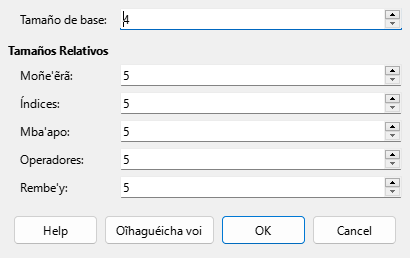 Tamaño de base: 4
Tamaños Relativos
Moñe'ẽrã: 5
Índices: 5
Mba'apo: 5
Operadores: 5
Rembe'y: 5
Help Oĩhaguéicha voi OK Cancel